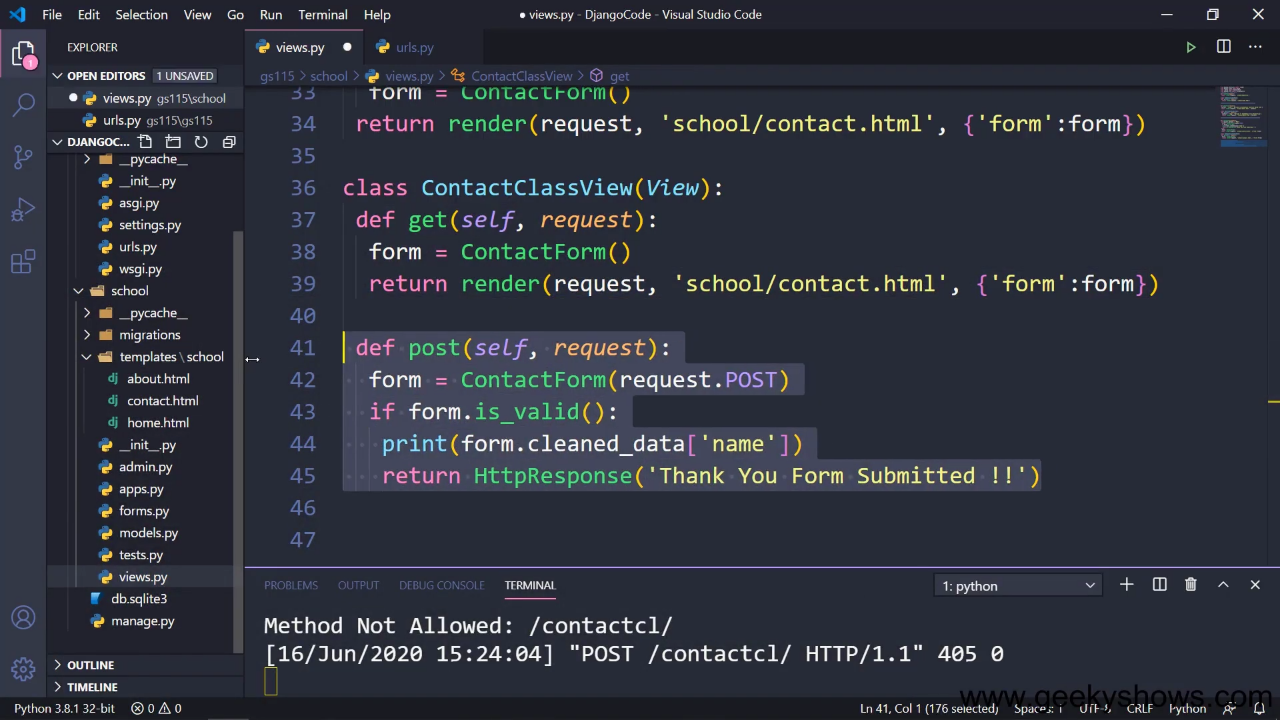 File Edit Selection View Go Run Terminal Help
● views.py - DjangoCode - Visual Studio Code
EXPLORER
views.py
urls.py
OPEN EDITORS 1 UNSAVED
gs115 > school > views.py > ContactClassView > get
views.py gs115\school
urls.py gs115\gs115
DJANGOC...
__pycache__
__init__.py
asgi.py
settings.py
urls.py
wsgi.py
school
__pycache__
migrations
templates\school
about.html
contact.html
home.html
__init__.py
admin.py
apps.py
forms.py
models.py
tests.py
views.py
db.sqlite3
manage.py
OUTLINE
TIMELINE
33 form = ContactForm()
34 return render(request, 'school/contact.html', {'form':form})
35
36 class ContactClassView(View):
37 def get(self, request):
38 form = ContactForm()
39 return render(request, 'school/contact.html', {'form':form})
40
41 def post(self, request):
42 form = ContactForm(request.POST)
43 if form.is_valid():
44 print(form.cleaned_data['name'])
45 return HttpResponse('Thank You Form Submitted !!')
46
47
PROBLEMS OUTPUT DEBUG CONSOLE TERMINAL
1: python
Method Not Allowed: /contactcl/
[16/Jun/2020 15:24:04] "POST /contactcl/ HTTP/1.1" 405 0
www.geekyshows.com
Python 3.8.1 32-bit 0 0
Ln 41, Col 1 (176 selected) Spaces: 1 UTF-8 CRLF Python
1